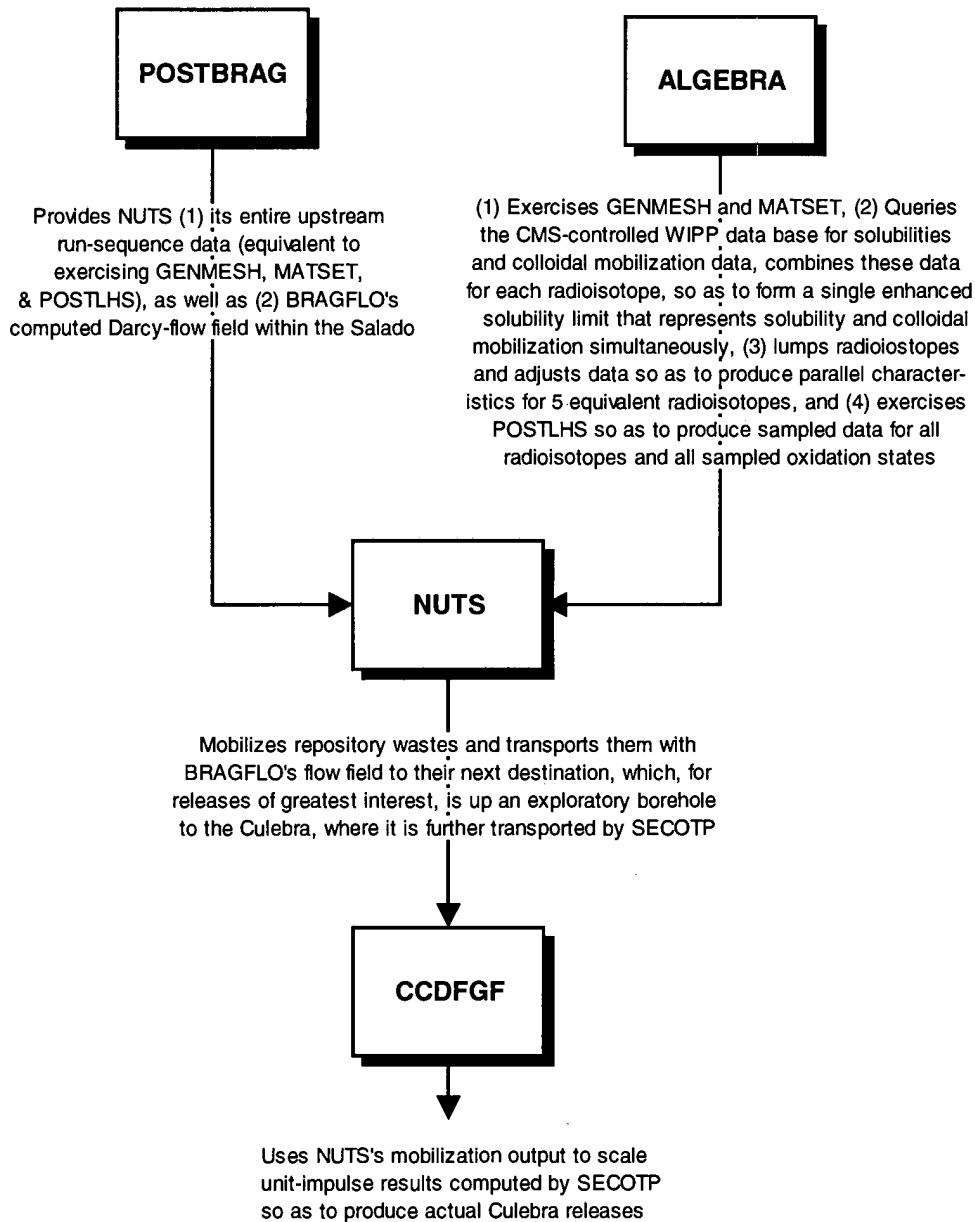 POSTBRAG
ALGEBRA
Provides NUTS (1) its entire upstream
run-sequence data (equivalent to
exercising GENMESH, MATSET,
& POSTLHS), as well as (2) BRAGFLO's
computed Darcy-flow field within the Salado
(1) Exercises GENMESH and MATSET, (2) Queries
the CMS-controlled WIPP data base for solubilities
and colloidal mobilization data, combines these data
for each radioisotope, so as to form a single enhanced
solubility limit that represents solubility and colloidal
mobilization simultaneously, (3) lumps radioiostopes
and adjusts data so as to produce parallel character-
istics for 5 equivalent radioisotopes, and (4) exercises
POSTLHS so as to produce sampled data for all
radioisotopes and all sampled oxidation states
NUTS
Mobilizes repository wastes and transports them with
BRAGFLO's flow field to their next destination, which, for
releases of greatest interest, is up an exploratory borehole
to the Culebra, where it is further transported by SECOTP
CCDFGF
Uses NUTS's mobilization output to scale
unit-impulse results computed by SECOTP
so as to produce actual Culebra releases